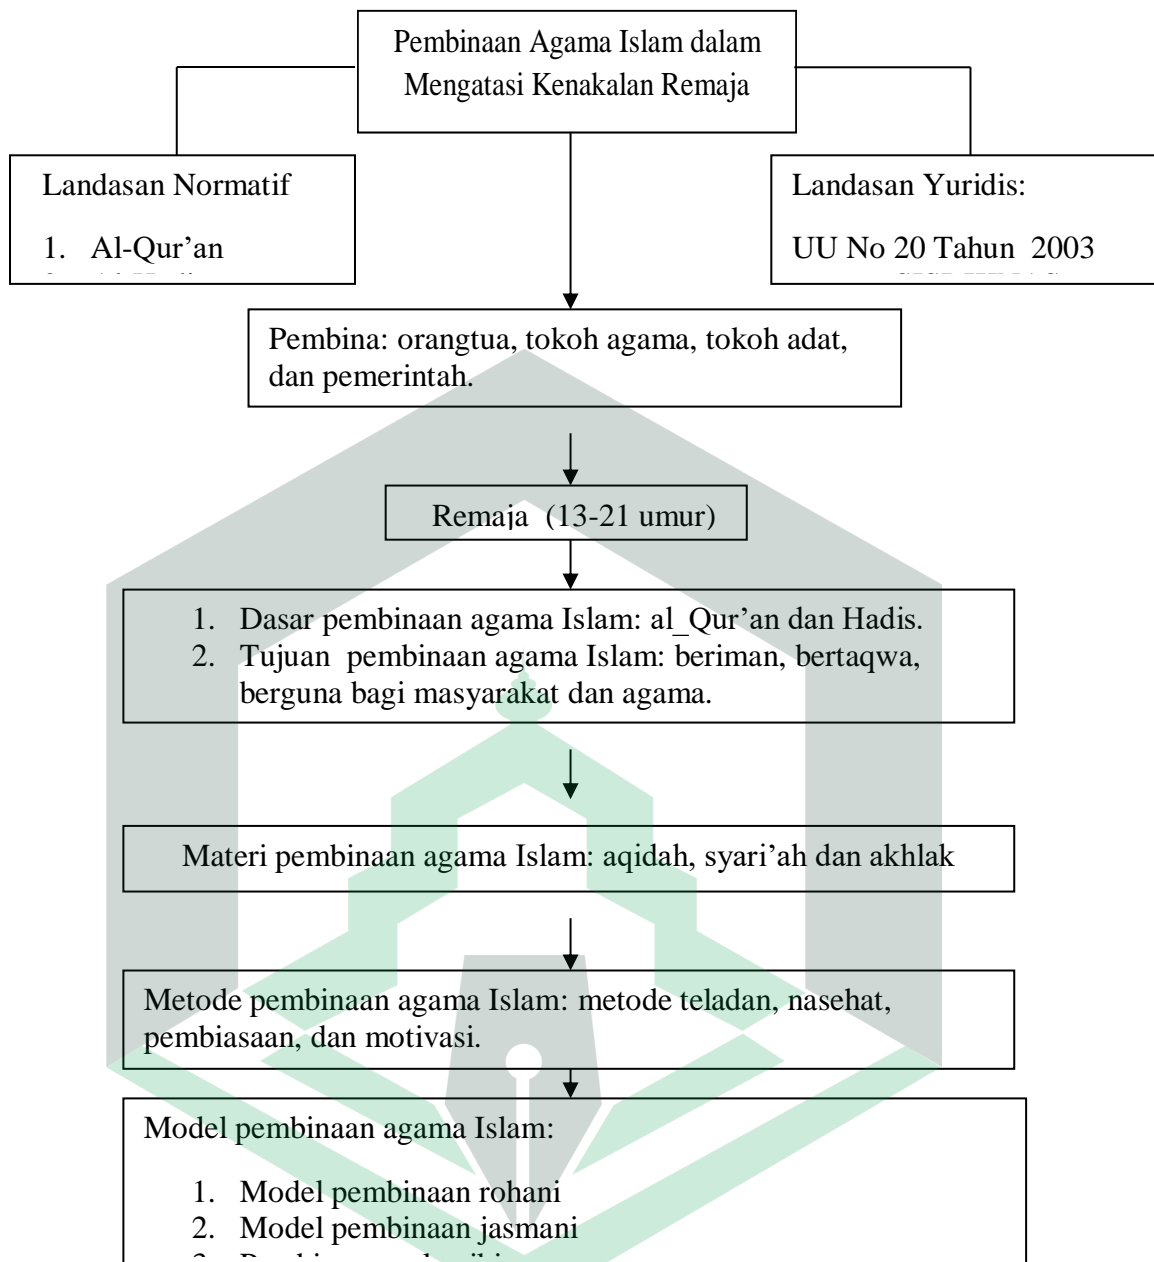 Pembinaan Agama Islam dalam
Mengatasi Kenakalan Remaja
Landasan Normatif
1. Al-Qur’an
Landasan Yuridis:
UU No 20 Tahun 2003
Pembina: orangtua, tokoh agama, tokoh adat,
dan pemerintah.
Remaja (13-21 umur)
1. Dasar pembinaan agama Islam: al_Qur’an dan Hadis.
2. Tujuan pembinaan agama Islam: beriman, bertaqwa,
berguna bagi masyarakat dan agama.
Materi pembinaan agama Islam: aqidah, syari’ah dan akhlak
Metode pembinaan agama Islam: metode teladan, nasehat,
pembiasaan, dan motivasi.
Model pembinaan agama Islam:
1. Model pembinaan rohani
2. Model pembinaan jasmani